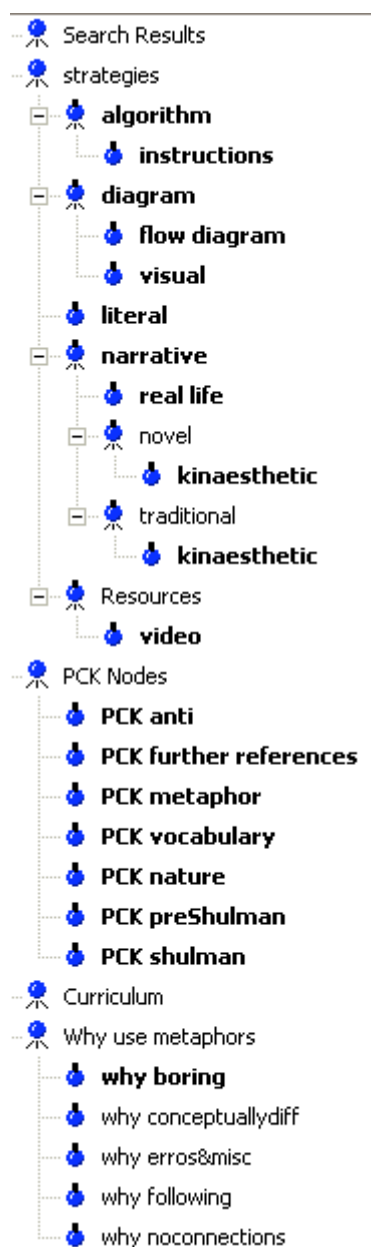 Search Results
strategies
algorithm
instructions
diagram
flow diagram
visual
literal
narrative
real life
novel
kinaesthetic
traditional
kinaesthetic
Resources
video
PCK Nodes
PCK anti
PCK further references
PCK metaphor
PCK vocabulary
PCK nature
PCK preShulman
PCK shulman
Curriculum
Why use metaphors
why boring
why conceptuallydiff
why erros&misc
why following
why noconnections